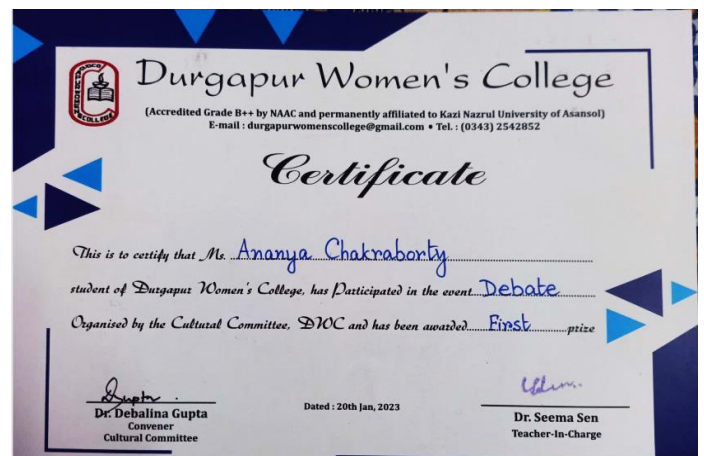 Durgapur Women's College
(Accredited Grade B++ by NAAC and permanently affiliated to Kazi Nazrul University of Asansol)
E-mail : durgapurwomenscollege@gmail.com • Tel. : (0343) 2542852
Certificate
This is to certify that Ms. Ananya Chakraborty
student of Durgapur Women's College, has Participated in the event Debate
Organised by the Cultural Committee, DWC and has been awarded First prize
Gupta
Dr. Debalina Gupta
Convener
Cultural Committee
Dated : 20th Jan, 2023
Dr. Seema Sen
Teacher-In-Charge